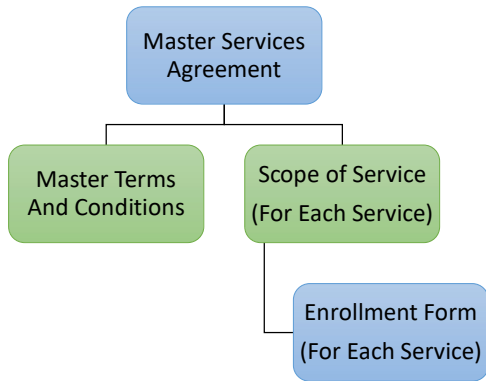 Master Services
Agreement
Master Terms
And Conditions
Scope of Service
(For Each Service)
Enrollment Form
(For Each Service)